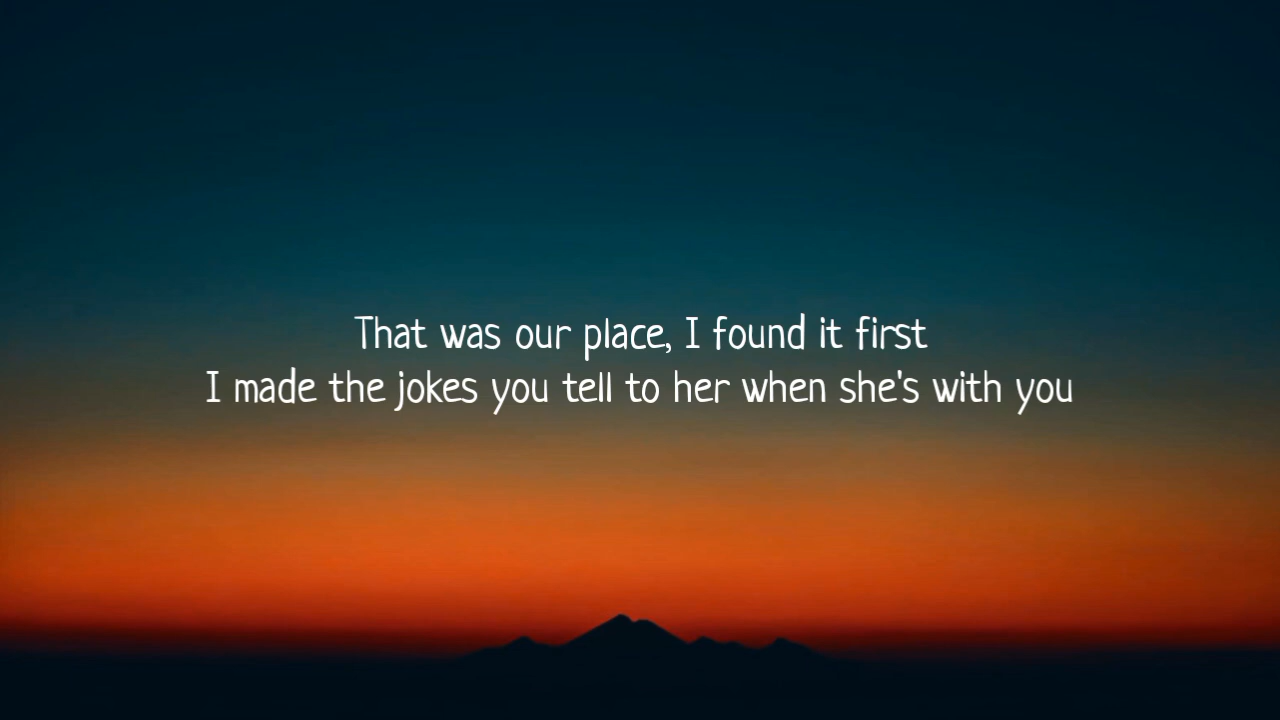 That was our place, I found it first
I made the jokes you tell to her when she's with you